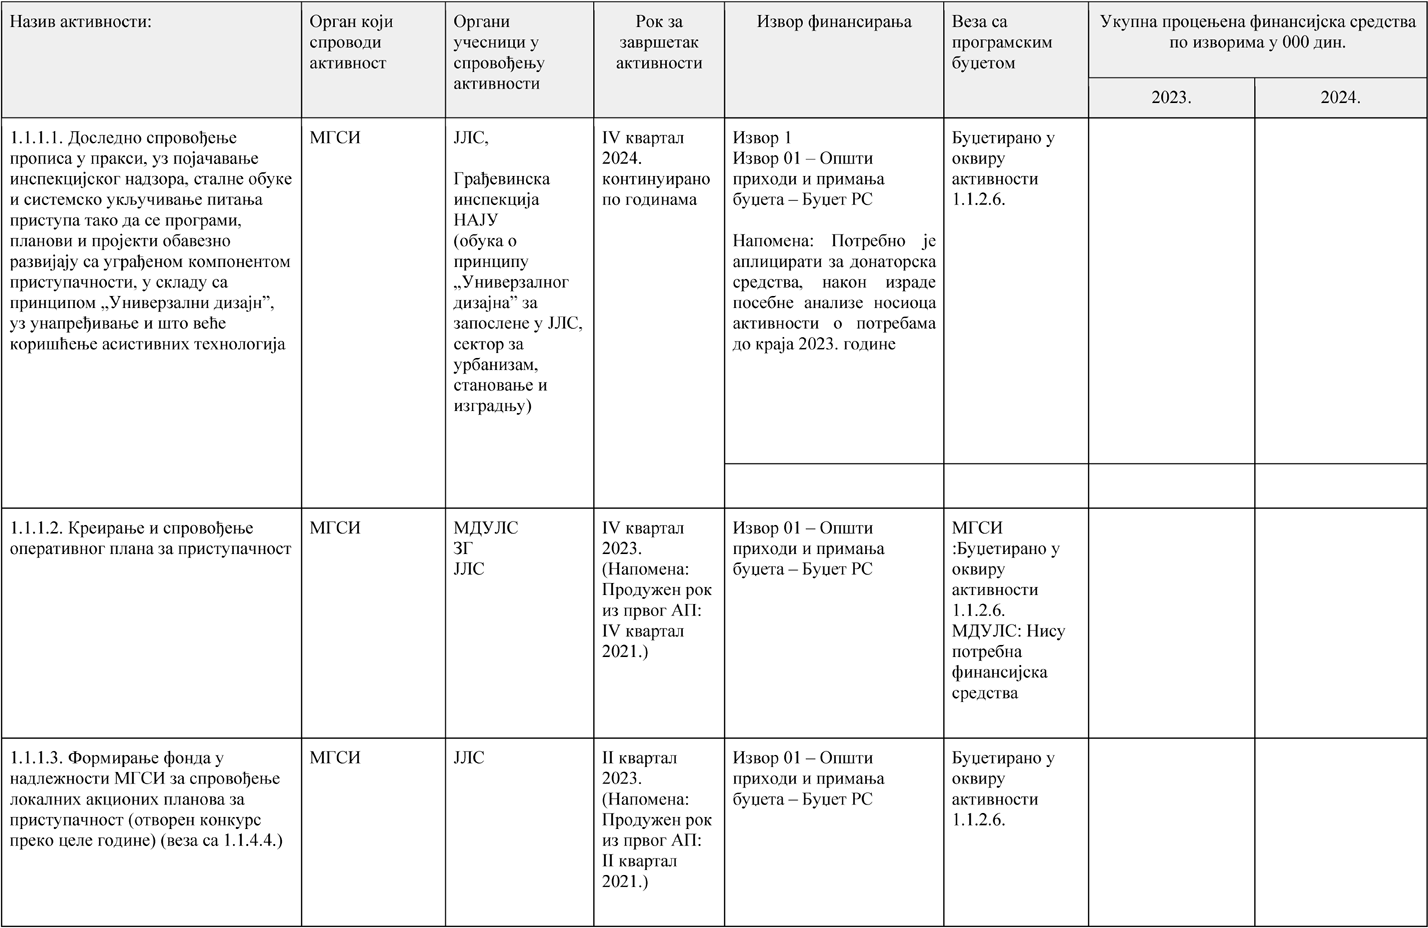 Назив активности:
Орган који
спроводи
активност
Органи
учесници у
спровођењу
активности
Рок за
завршетак
активности
Извор финансирања
Веза са
програмским
буџетом
Укупна процењена финансијска средства
по изворима у 000 дин.
2023.
2024.
1.1.1.1. Доследно спровођење
прописа у пракси, уз појачавање
инспекцијског надзора, сталне обуке
и системско укључивање питања
приступа тако да се програми,
планови и пројекти обавезно
развијају са уграђеном компонентом
приступачности, у складу са
принципом „Универзални дизајн”,
уз унапређивање и што веће
коришћење асистивних технологија
МГСИ
ЈЛС,
Грађевинска
инспекција
НАЈУ
(обука о
принципу
„Универзалног
дизајна” за
запослене у ЈЛС,
сектор за
урбанизам,
становање и
изградњу)
IV квартал
2024.
континуирано
по годинама
Извор 1
Извор 01 – Општи
приходи и примања
буџета – Буџет РС
Напомена: Потребно је
аплицирати за донаторска
средства, након израде
посебне анализе носиоца
активности о потребама
до краја 2023. године
Буџетирано у
оквиру
активности
1.1.2.6.
1.1.1.2. Креирање и спровођење
оперативног плана за приступачност
МГСИ
МДУЛС
ЗГ
ЈЛС
IV квартал
2023.
(Напомена:
Продужен рок
из првог АП:
IV квартал
2021.)
Извор 01 – Општи
приходи и примања
буџета – Буџет РС
МГСИ
:Буџетирано у
оквиру
активности
1.1.2.6.
МДУЛС: Нису
потребна
финансијска
средства
1.1.1.3. Формирање фонда у
надлежности МГСИ за спровођење
локалних акционих планова за
приступачност (отворен конкурс
преко целе године) (веза са 1.1.4.4.)
МГСИ
ЈЛС
II квартал
2023.
(Напомена:
Продужен рок
из првог АП:
II квартал
2021.)
Извор 01 – Општи
приходи и примања
буџета – Буџет РС
Буџетирано у
оквиру
активности
1.1.2.6.